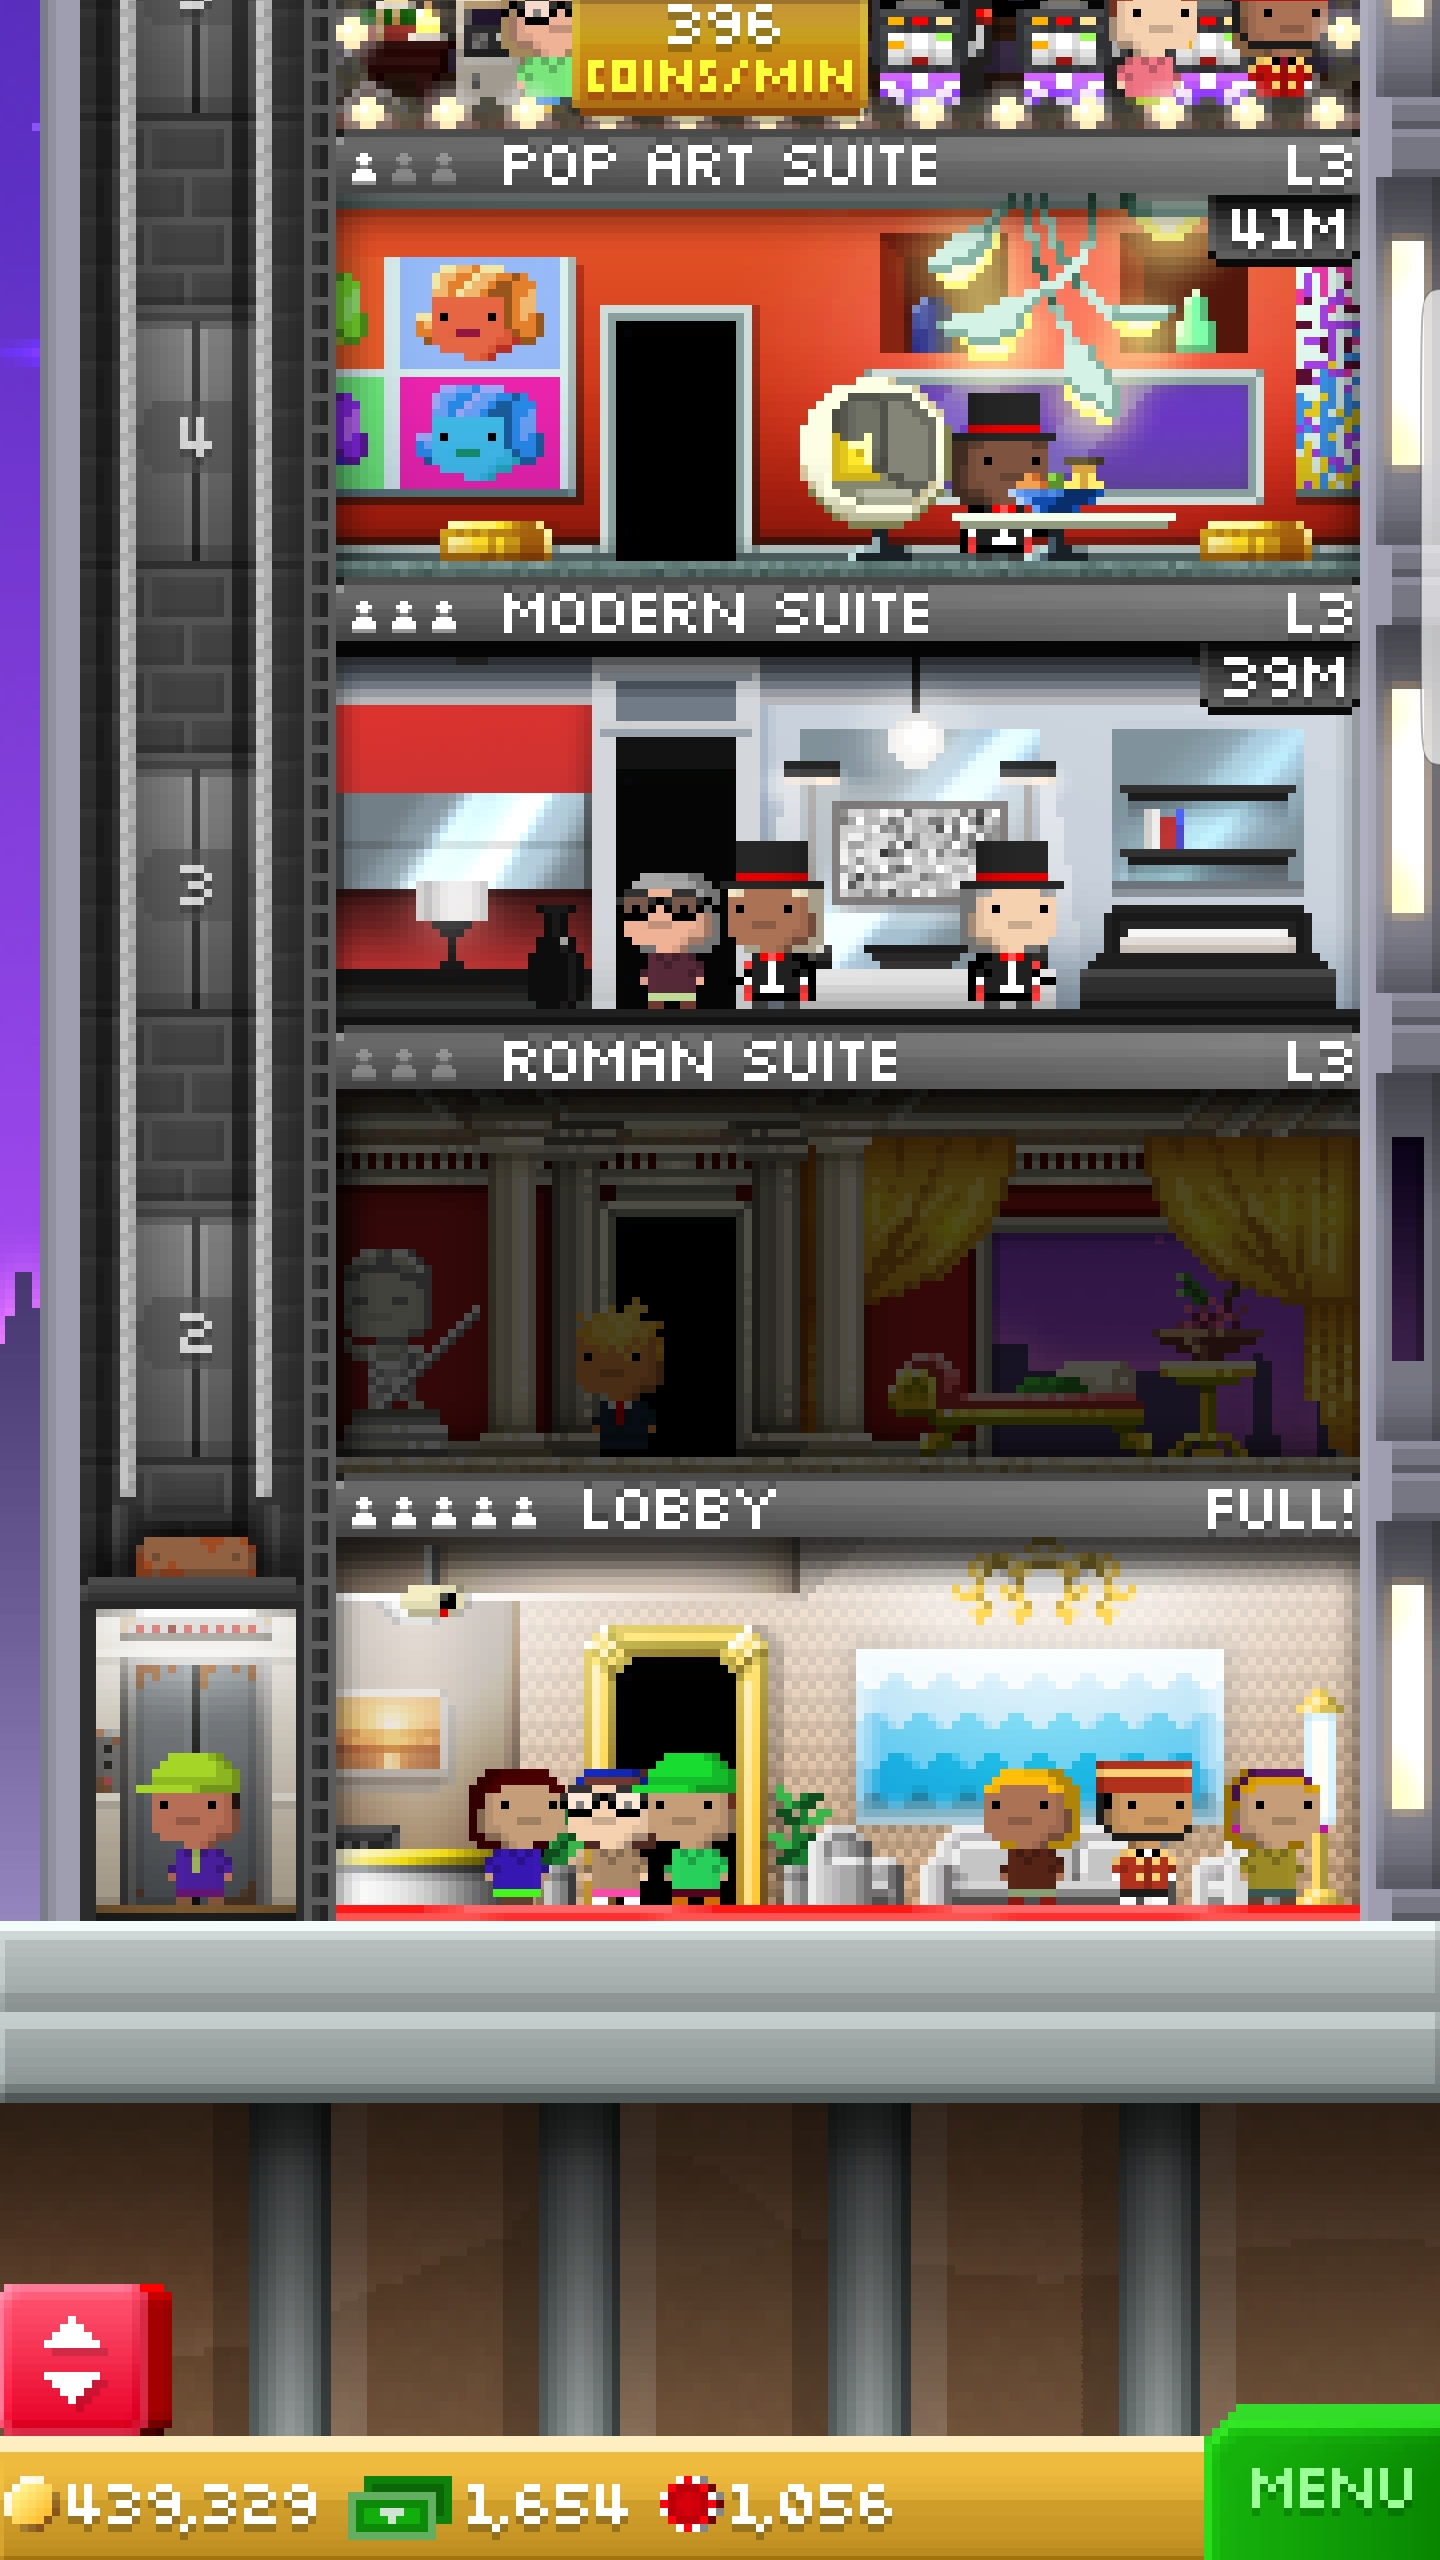 396
COINS/MIN
POP ART SUITE L3
41M
4
MODERN SUITE L3
39M
3
ROMAN SUITE L3
2
LOBBY FULL!
439,329 1,654 1,056
MENU